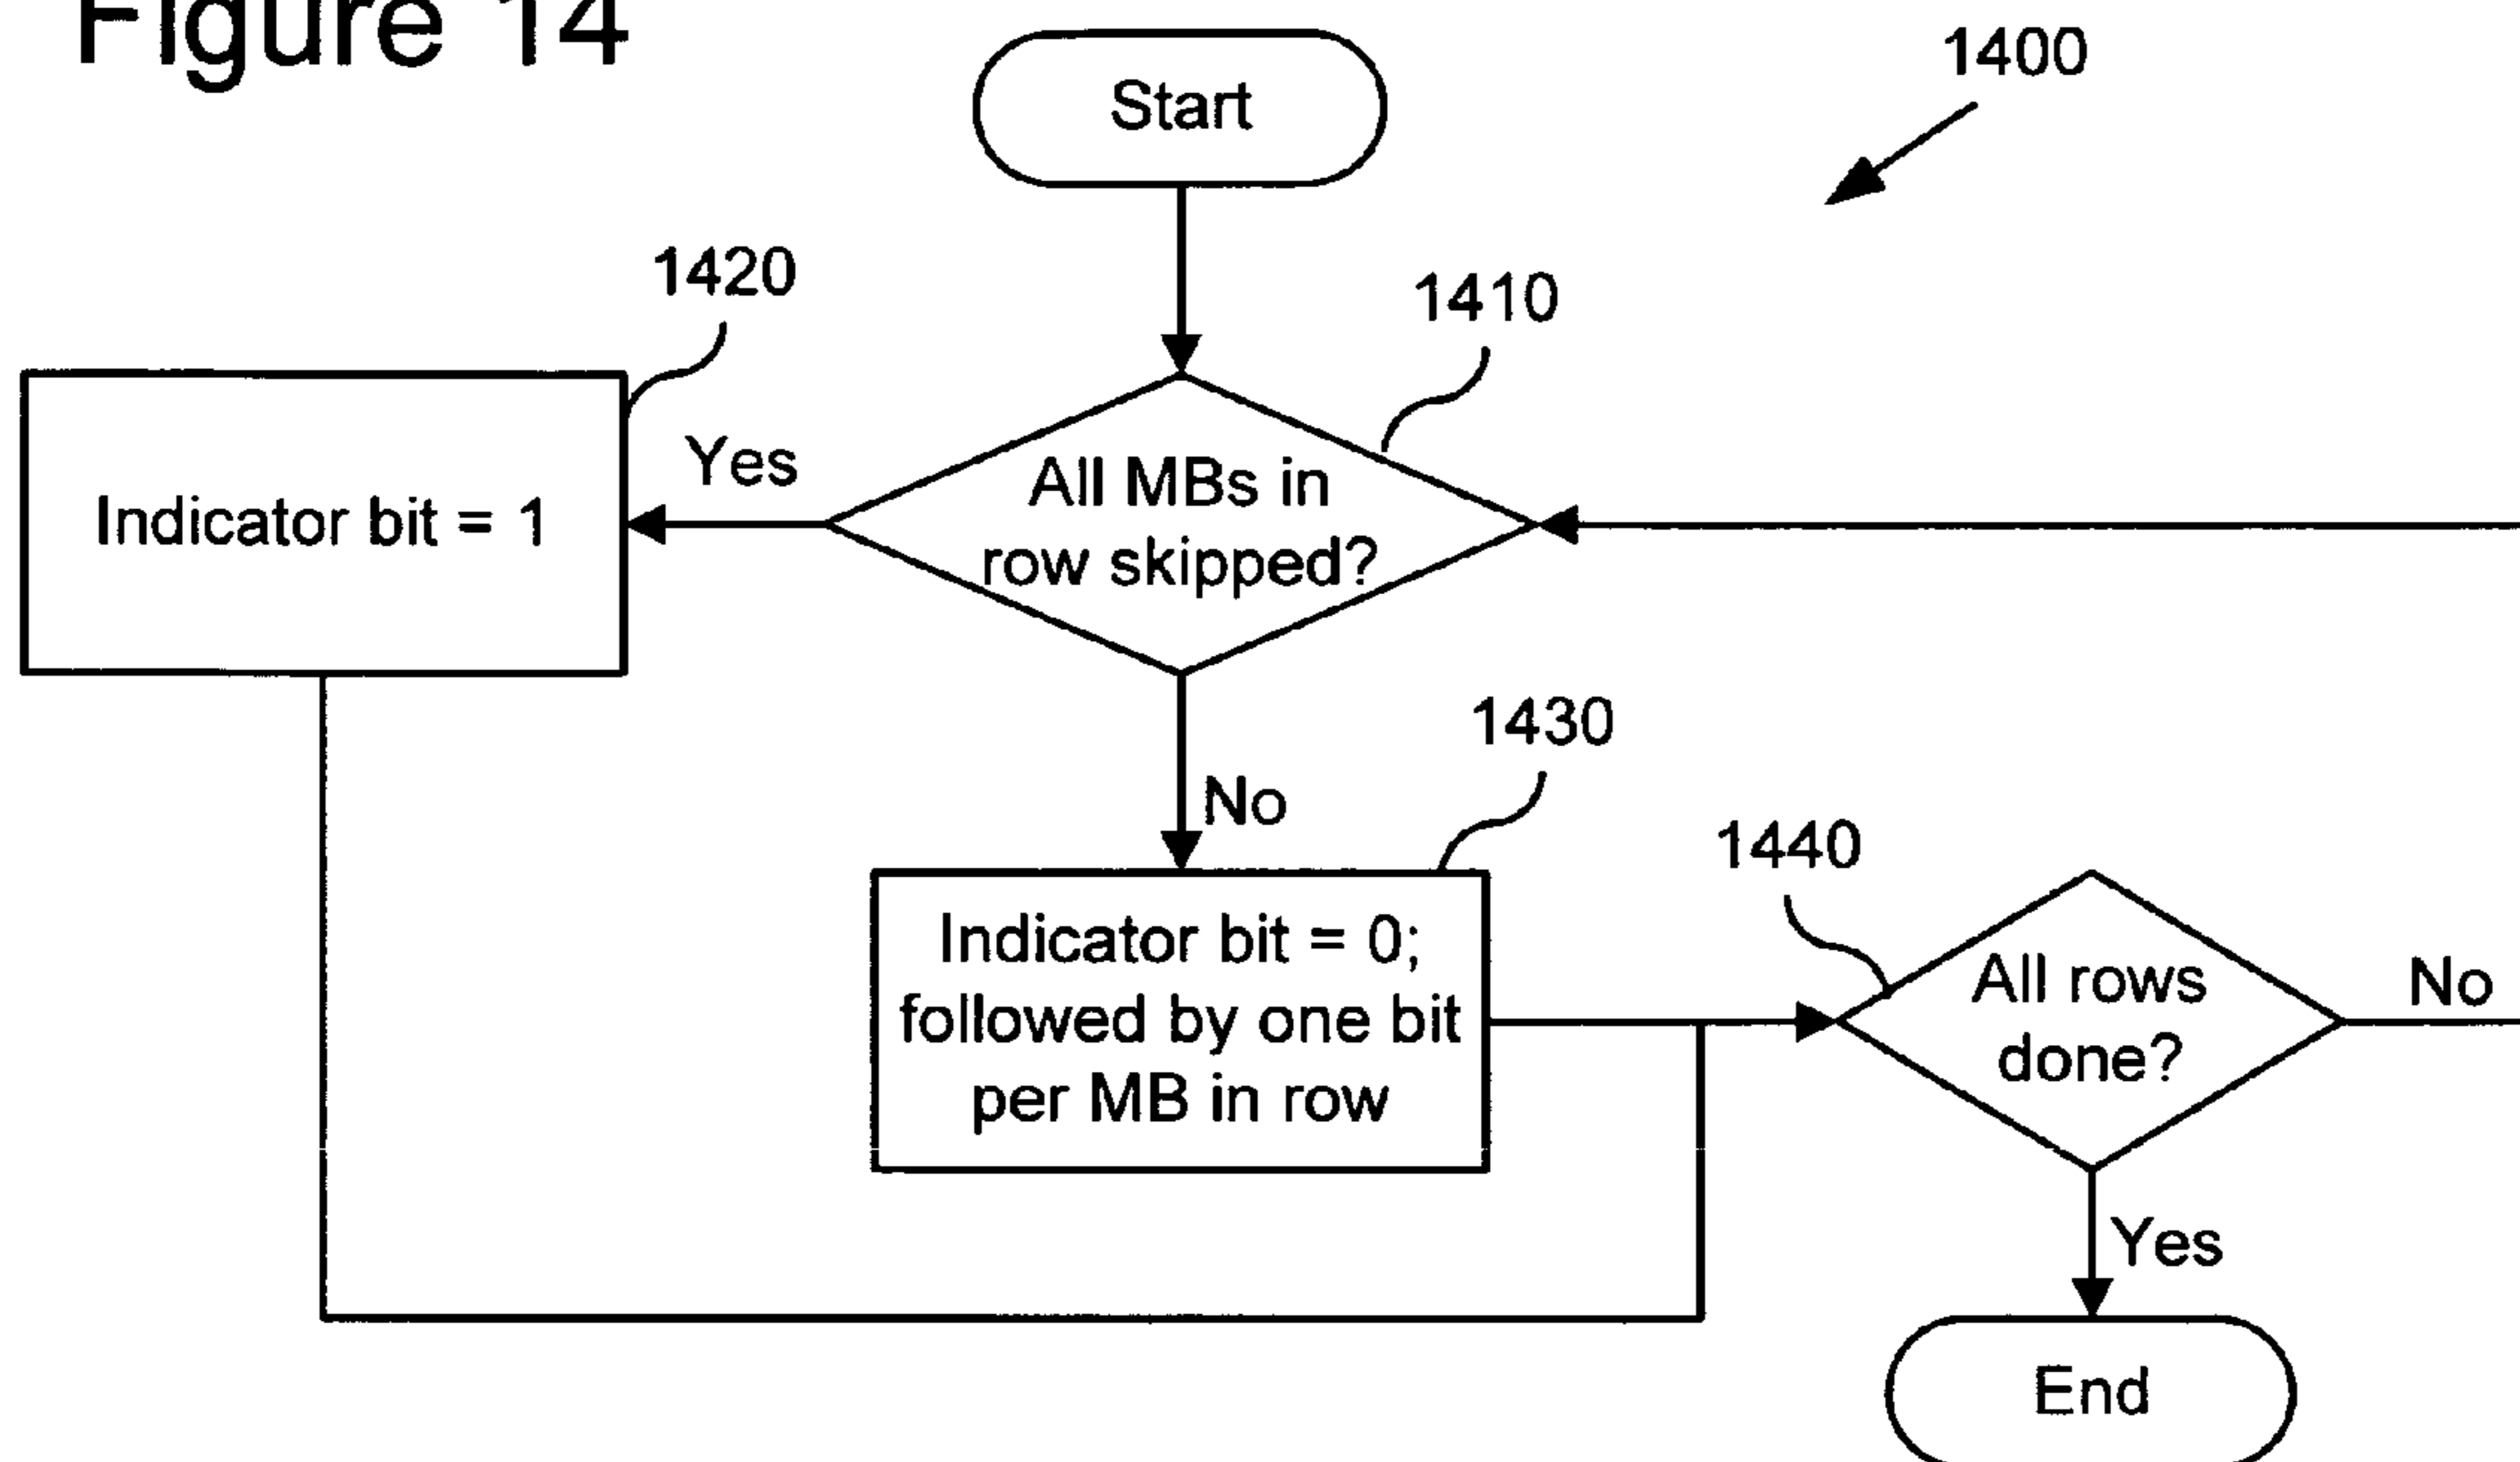 Figure 14
Start
1400
1420
1410
Yes
Indicator bit = 1
All MBs in
row skipped?
1430
No
1440
Indicator bit = 0;
followed by one bit
per MB in row
All rows
done?
No
Yes
End